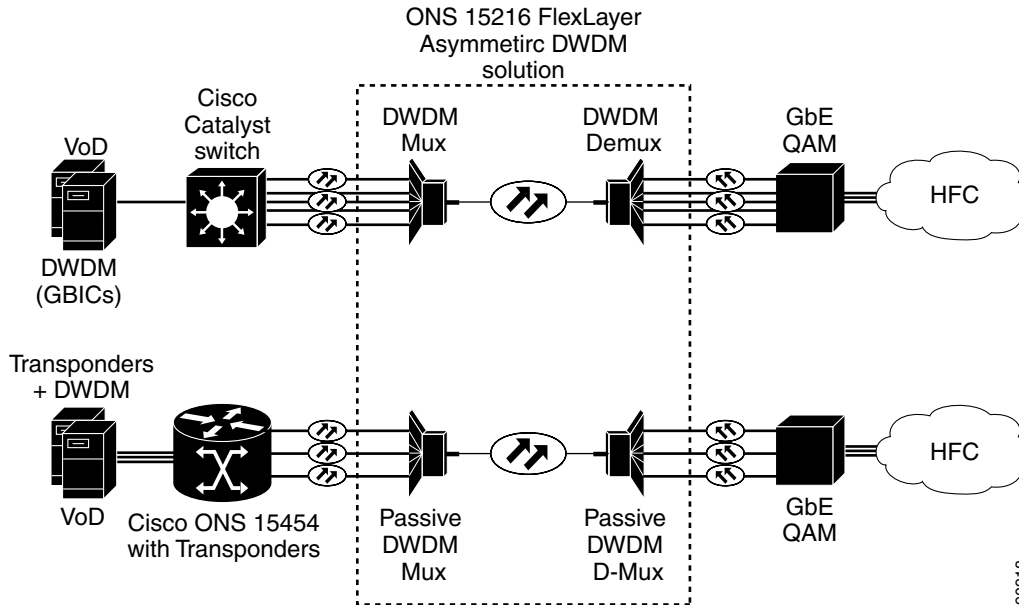 ONS 15216 FlexLayer
Asymmetirc DWDM
solution
Cisco
Catalyst
switch
VoD
DWDM
(GBICs)
DWDM
Mux
DWDM
Demux
GbE
QAM
HFC
Transponders
+ DWDM
VoD
Cisco ONS 15454
with Transponders
Passive
DWDM
Mux
Passive
DWDM
D-Mux
GbE
QAM
HFC